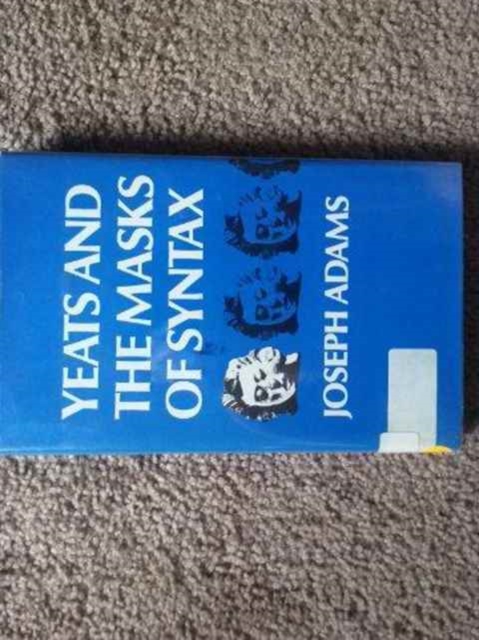 YEATS AND
THE MASKS
OF SYNTAX
JOSEPH ADAMS